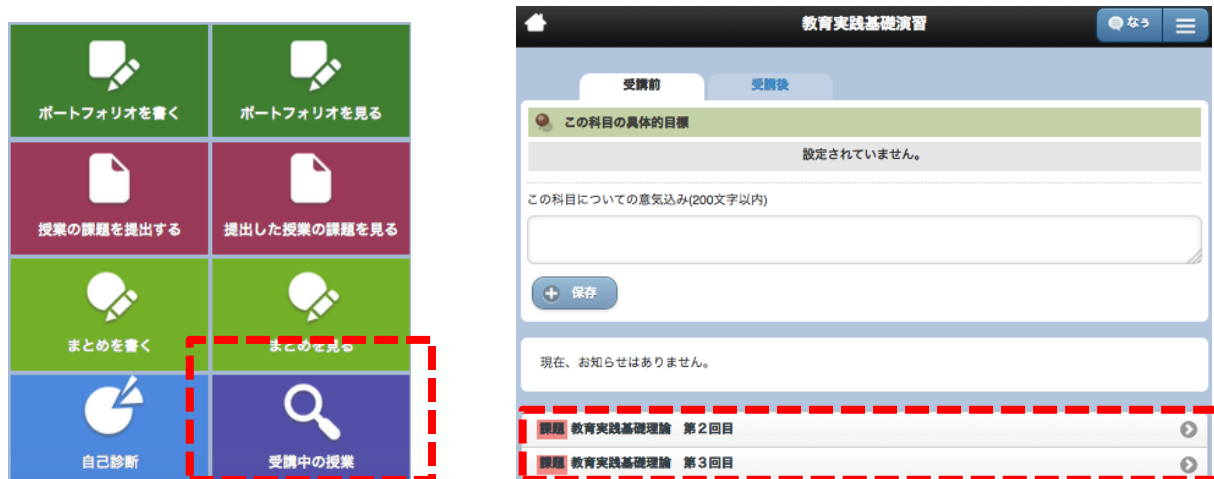 ポートフォリオを書く
ポートフォリオを見る
授業の課題を提出する
提出した授業の課題を見る
まとめを書く
まとめを見る
自己診断
受講中の授業
教育実践基礎演習
なう
受講前
受講後
この科目の具体的目標
設定されていません。
この科目についての意気込み(200文字以内)
保存
現在、お知らせはありません。
課題 教育実践基礎理論 第2回目
課題 教育実践基礎理論 第3回目